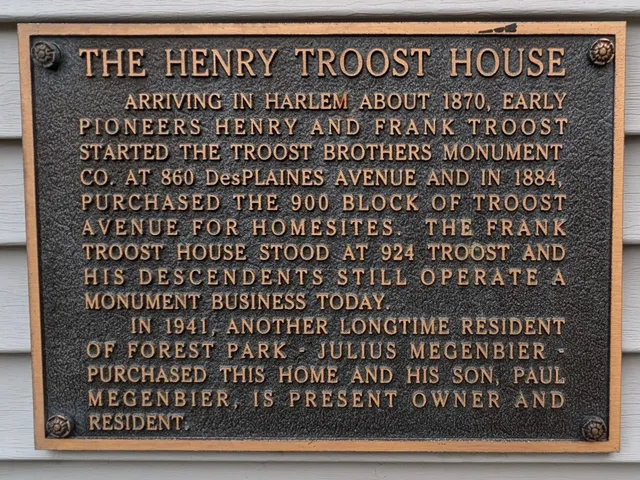 THE HENRY TROOST HOUSE
ARRIVING IN HARLEM ABOUT 1870, EARLY
PIONEERS HENRY AND FRANK TROOST
STARTED THE TROOST BROTHERS MONUMENT
CO. AT 860 DesPLAINES AVENUE AND IN 1884,
PURCHASED THE 900 BLOCK OF TROOST
AVENUE FOR HOMESITES. THE FRANK
TROOST HOUSE STOOD AT 924 TROOST AND
HIS DESCENDENTS STILL OPERATE A
MONUMENT BUSINESS TODAY.
IN 1941, ANOTHER LONGTIME RESIDENT
OF FOREST PARK - JULIUS MEGENBIER -
PURCHASED THIS HOME AND HIS SON, PAUL
MEGENBIER, IS PRESENT OWNER AND
RESIDENT.